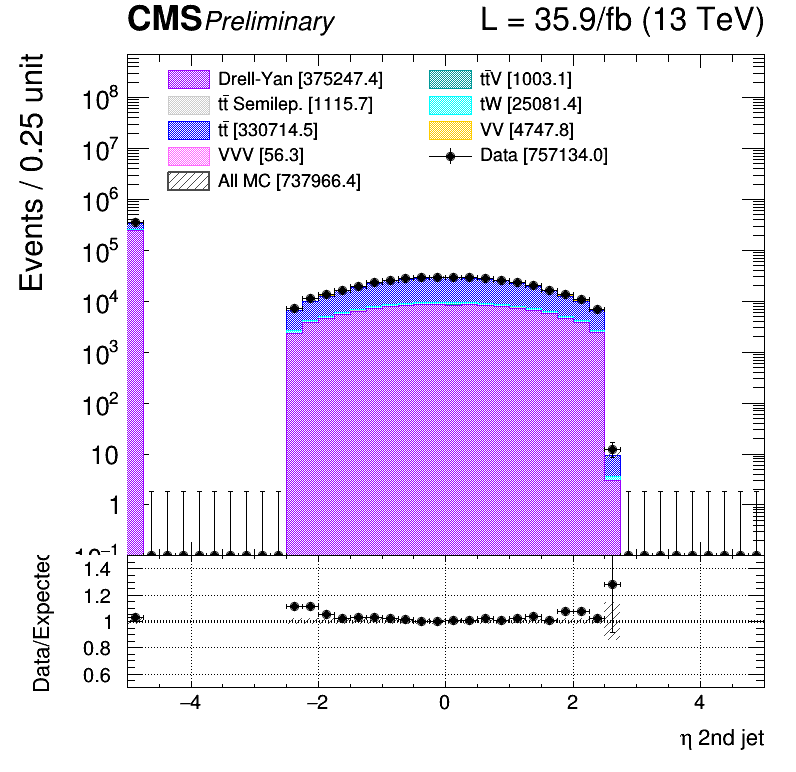 CMS Preliminary L = 35.9/fb (13 TeV)
Events / 0.25 unit
Drell-Yan [375247.4]
tt̄ Semilep. [1115.7]
tt̄ [330714.5]
VVV [56.3]
All MC [737966.4]
tt̄V [1003.1]
tW [25081.4]
VV [4747.8]
Data [757134.0]
10⁸
10⁷
10⁶
10⁵
10⁴
10³
10²
10
1
10⁻¹
Data/Expected
1.4
1.2
1
0.8
0.6
−4 −2 0 2 4
η 2nd jet